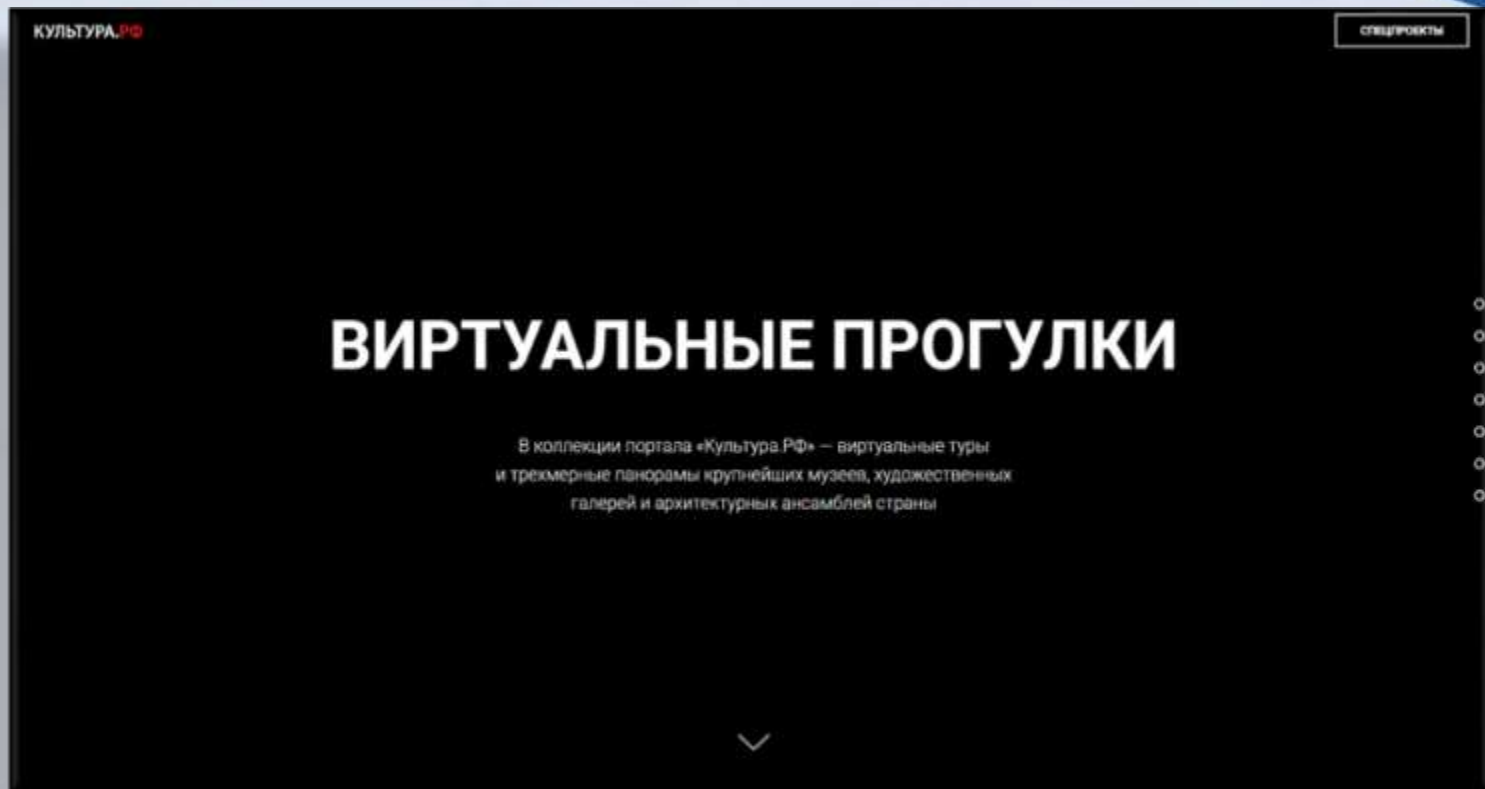 КУЛЬТУРА.РФ
СПЕЦПРОЕКТЫ
ВИРТУАЛЬНЫЕ ПРОГУЛКИ
В коллекции портала «Культура.РФ» — виртуальные туры
и трехмерные панорамы крупнейших музеев, художественных
галерей и архитектурных ансамблей страны